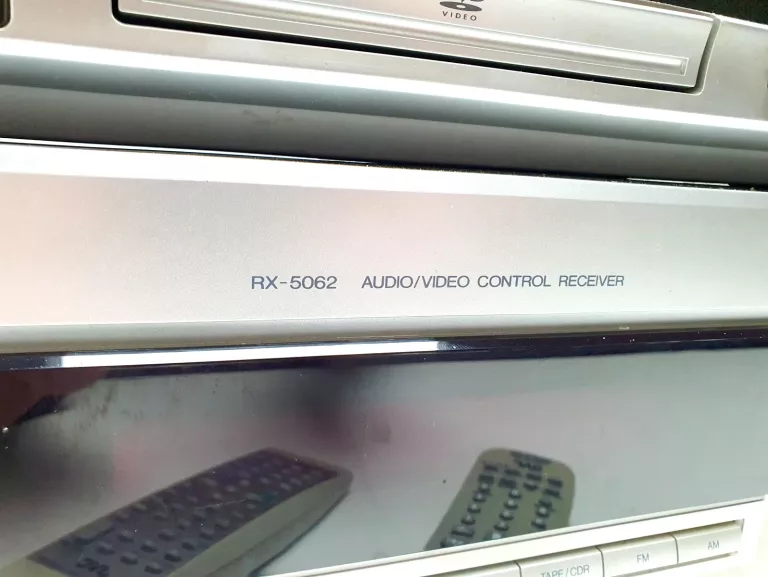 VIDEO
RX-5062 AUDIO/VIDEO CONTROL RECEIVER
TAPE/CDR
FM
AM